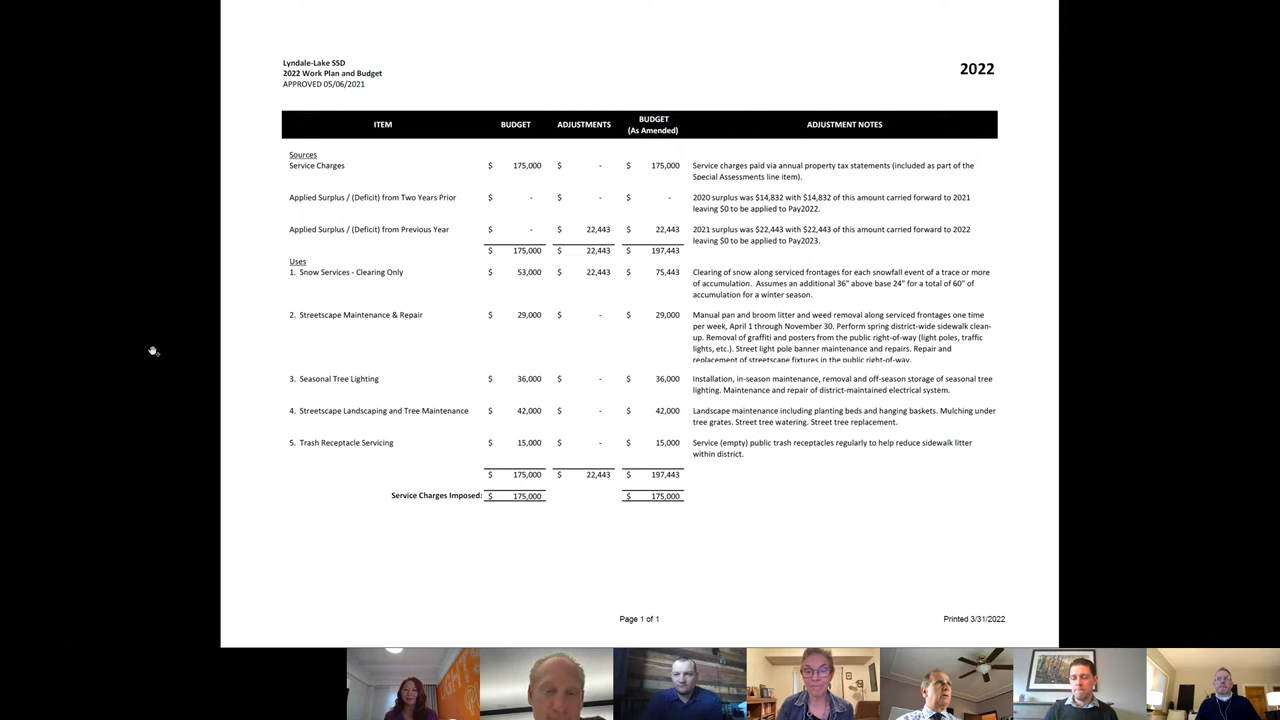 Lyndale-Lake SSD
2022 Work Plan and Budget
APPROVED 05/06/2021
2022
ITEM BUDGET ADJUSTMENTS BUDGET (As Amended) ADJUSTMENT NOTES
Sources
Service Charges $ 175,000 $ - $ 175,000 Service charges paid via annual property tax statements (included as part of the
Special Assessments line item).
Applied Surplus / (Deficit) from Two Years Prior $ - $ - $ - 2020 surplus was $14,832 with $14,832 of this amount carried forward to 2021
leaving $0 to be applied to Pay2022.
Applied Surplus / (Deficit) from Previous Year $ - $ 22,443 $ 22,443 2021 surplus was $22,443 with $22,443 of this amount carried forward to 2022
leaving $0 to be applied to Pay2023.
$ 175,000 $ 22,443 $ 197,443
Uses
1. Snow Services - Clearing Only $ 53,000 $ 22,443 $ 75,443 Clearing of snow along serviced frontages for each snowfall event of a trace or more
of accumulation. Assumes an additional 36" above base 24" for a total of 60" of
accumulation for a winter season.
2. Streetscape Maintenance & Repair $ 29,000 $ - $ 29,000 Manual pan and broom litter and weed removal along serviced frontages one time
per week, April 1 through November 30. Perform spring district-wide sidewalk clean-
up. Removal of graffiti and posters from the public right-of-way (light poles, traffic
lights, etc.). Street light pole banner maintenance and repairs. Repair and
replacement of streetscape fixtures in the public right-of-way.
3. Seasonal Tree Lighting $ 36,000 $ - $ 36,000 Installation, in-season maintenance, removal and off-season storage of seasonal tree
lighting. Maintenance and repair of district-maintained electrical system.
4. Streetscape Landscaping and Tree Maintenance $ 42,000 $ - $ 42,000 Landscape maintenance including planting beds and hanging baskets. Mulching under
tree grates. Street tree watering. Street tree replacement.
5. Trash Receptacle Servicing $ 15,000 $ - $ 15,000 Service (empty) public trash receptacles regularly to help reduce sidewalk litter
within district.
$ 175,000 $ 22,443 $ 197,443
Service Charges Imposed: $ 175,000 $ 175,000
Page 1 of 1
Printed 3/31/2022